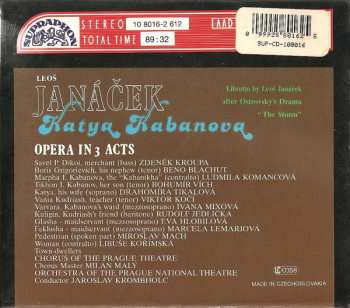 SUPRAPHON
STEREO
10 8016-2 612
AAD
TOTAL TIME
89:32
SUP-CD-108016
LEOŠ
JANÁČEK
Katya Kabanova
Libretto by Leoš Janáček
after Ostrovsky's Drama
"The Storm"
OPERA IN 3 ACTS
Savel P. Dikoi, merchant (bass) ZDENĚK KROUPA
Boris Grigorievich, his nephew (tenor) BENO BLACHUT
Marpha I. Kabanova, the "Kabanikha" (contralto) LUDMILA KOMANCOVÁ
Tikhon I. Kabanov, her son (tenor) BOHUMÍR VICH
Katya, his wife (soprano) DRAHOMÍRA TIKALOVÁ
Vania Kudriash, teacher (tenor) VIKTOR KOČÍ
Varvara, Kabanov's ward (mezzosoprano) IVANA MIXOVÁ
Kuligin, Kudriash's friend (baritone) RUDOLF JEDLIČKA
Glasha - maidservant (mezzosoprano) EVA HLOBILOVÁ
Feklusha - maidservant (mezzosoprano) MARCELA LEMARIOVÁ
Pedestrian (spoken part) MIROSLAV MACH
Woman (contralto) LIBUŠE KOŘÍMSKÁ
Town-dwellers
CHORUS OF THE PRAGUE THEATRE
Chorus Master MILAN MALÝ
ORCHESTRA OF THE PRAGUE NATIONAL THEATRE
Conductor JAROSLAV KROMBHOLC
MADE IN CZECHOSLOVAKIA